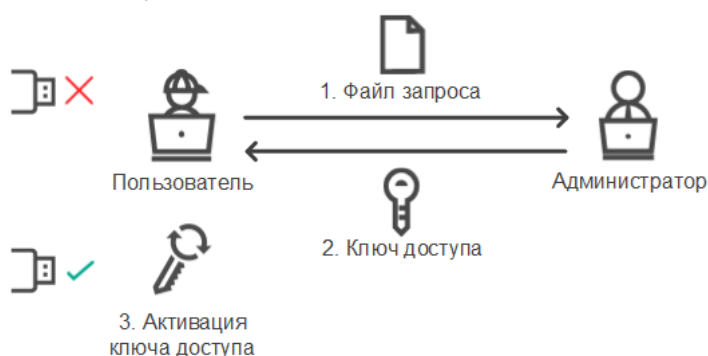 1. Файл запроса
Пользователь
Администратор
2. Ключ доступа
3. Активация
ключа доступа